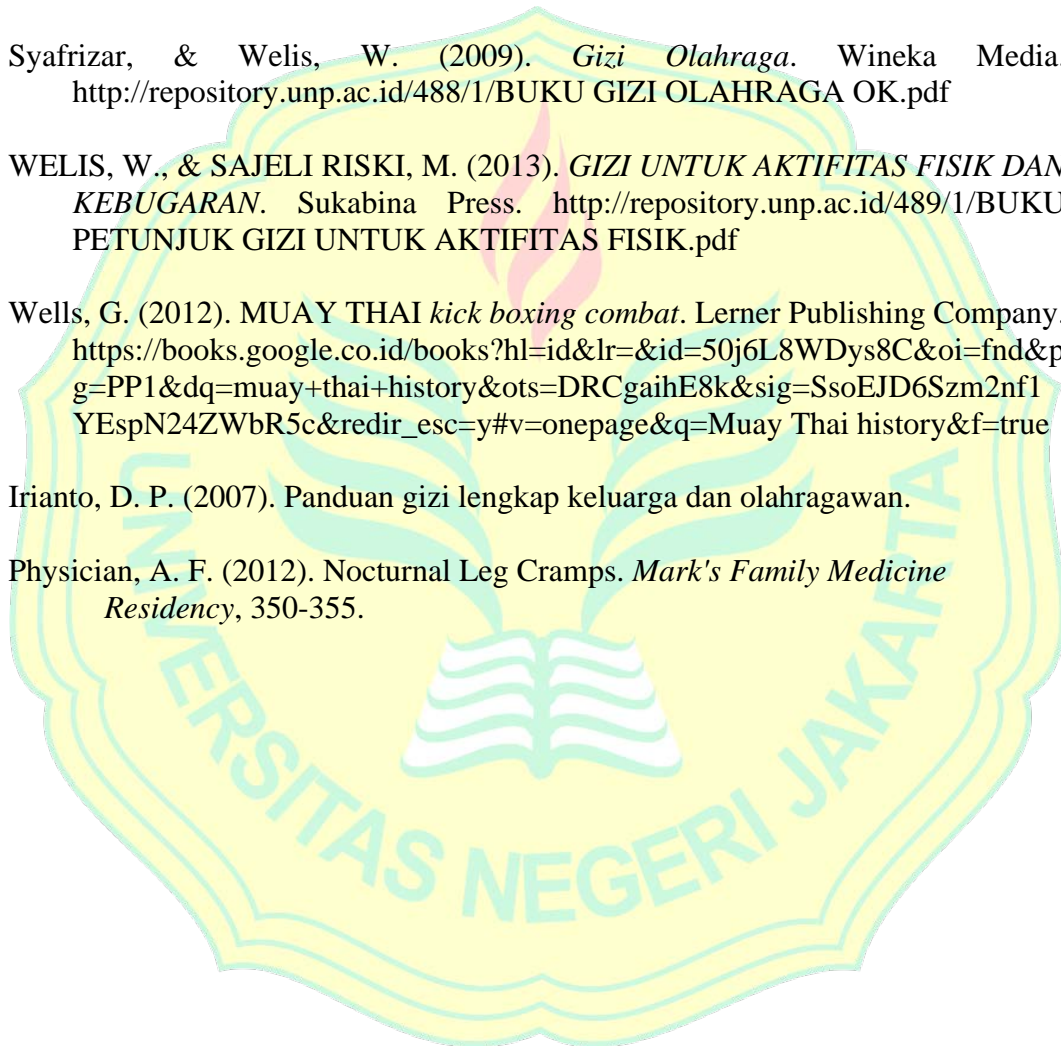 Syafrizar, & Welis, W. (2009). Gizi Olahraga. Wineka Media.
http://repository.unp.ac.id/488/1/BUKU GIZI OLAHRAGA OK.pdf
WELIS, W., & SAJELI RISKI, M. (2013). GIZI UNTUK AKTIFITAS FISIK DAN
KEBUGARAN. Sukabina Press. http://repository.unp.ac.id/489/1/BUKU
PETUNJUK GIZI UNTUK AKTIFITAS FISIK.pdf
Wells, G. (2012). MUAY THAI kick boxing combat. Lerner Publishing Company.
https://books.google.co.id/books?hl=id&lr=&id=50j6L8WDys8C&oi=fnd&p
g=PP1&dq=muay+thai+history&ots=DRCgaihE8k&sig=SsoEJD6Szm2nf1
YEspN24ZWbR5c&redir_esc=y#v=onepage&q=Muay Thai history&f=true
Irianto, D. P. (2007). Panduan gizi lengkap keluarga dan olahragawan.
Physician, A. F. (2012). Nocturnal Leg Cramps. Mark's Family Medicine
Residency, 350-355.
UNIVERSITAS NEGERI JAKARTA